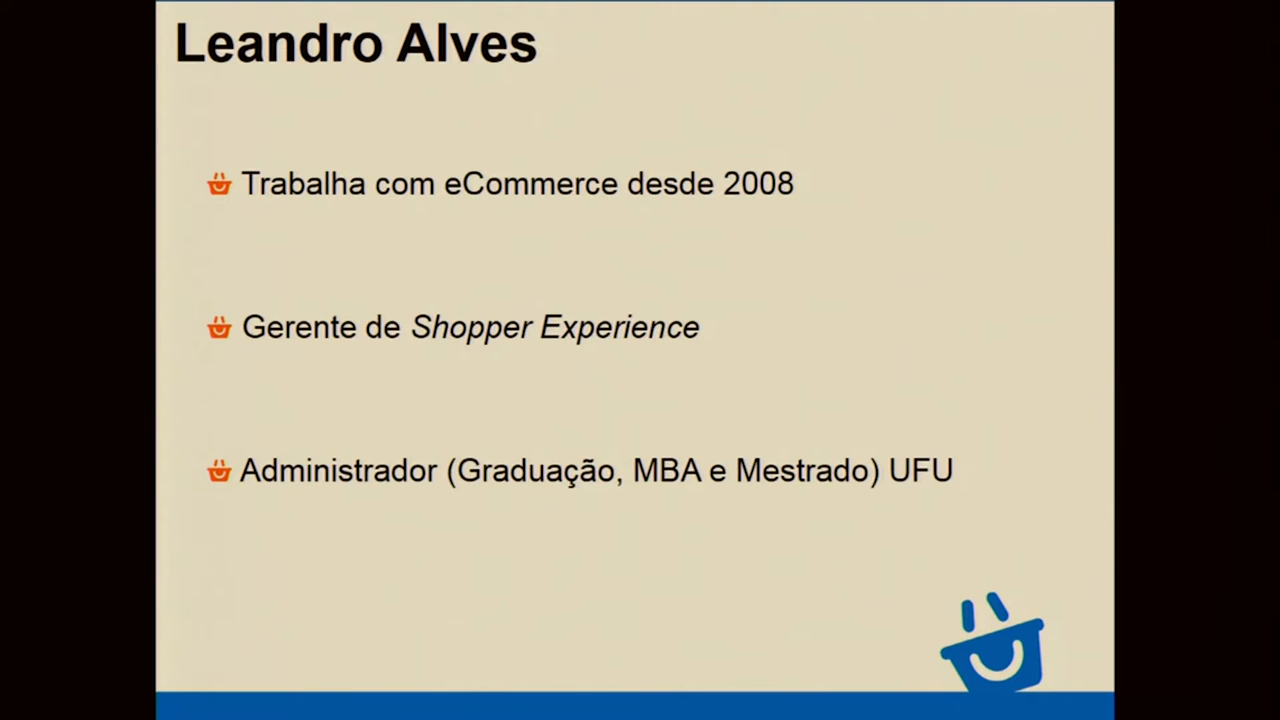 Leandro Alves
Trabalha com eCommerce desde 2008
Gerente de Shopper Experience
Administrador (Graduação, MBA e Mestrado) UFU